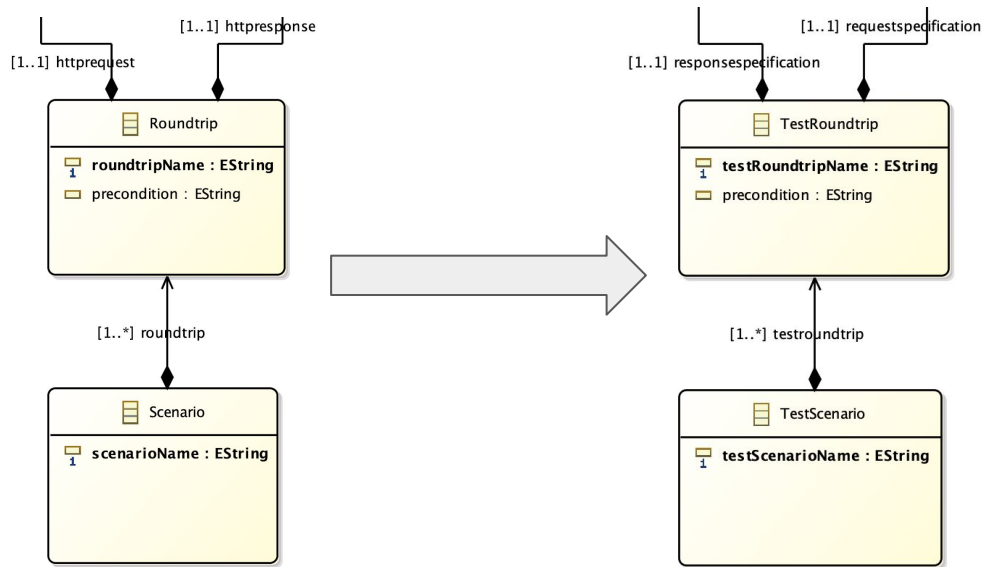 [1..1] httpresponse
[1..1] httprequest
Roundtrip
roundtripName : EString
precondition : EString
[1..*] roundtrip
Scenario
scenarioName : EString
[1..1] requestspecification
[1..1] responsespecification
TestRoundtrip
testRoundtripName : EString
precondition : EString
[1..*] testroundtrip
TestScenario
testScenarioName : EString